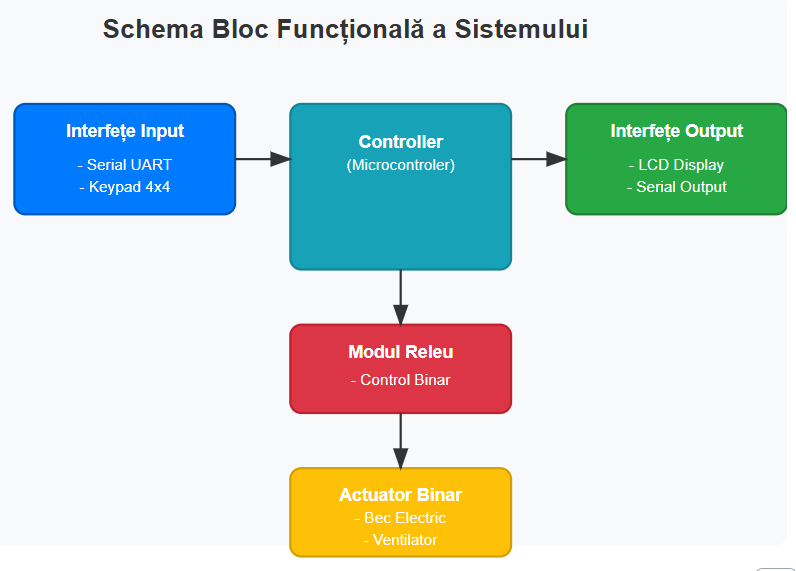 Schema Bloc Funcțională a Sistemului
Interfețe Input
- Serial UART
- Keypad 4x4
Controller
(Microcontroler)
Interfețe Output
- LCD Display
- Serial Output
Modul Releu
- Control Binar
Actuator Binar
- Bec Electric
- Ventilator